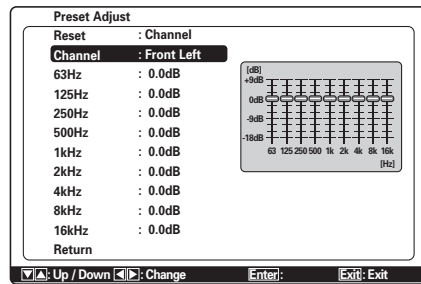 Preset Adjust
Reset : Channel
Channel : Front Left
63Hz : 0.0dB
125Hz : 0.0dB
250Hz : 0.0dB
500Hz : 0.0dB
1kHz : 0.0dB
2kHz : 0.0dB
4kHz : 0.0dB
8kHz : 0.0dB
16kHz : 0.0dB
Return
[dB]
+9dB
0dB
-9dB
-18dB
63 125 250 500 1k 2k 4k 8k 16k
[Hz]
▼▲: Up / Down ◀▶: Change Enter: Exit: Exit